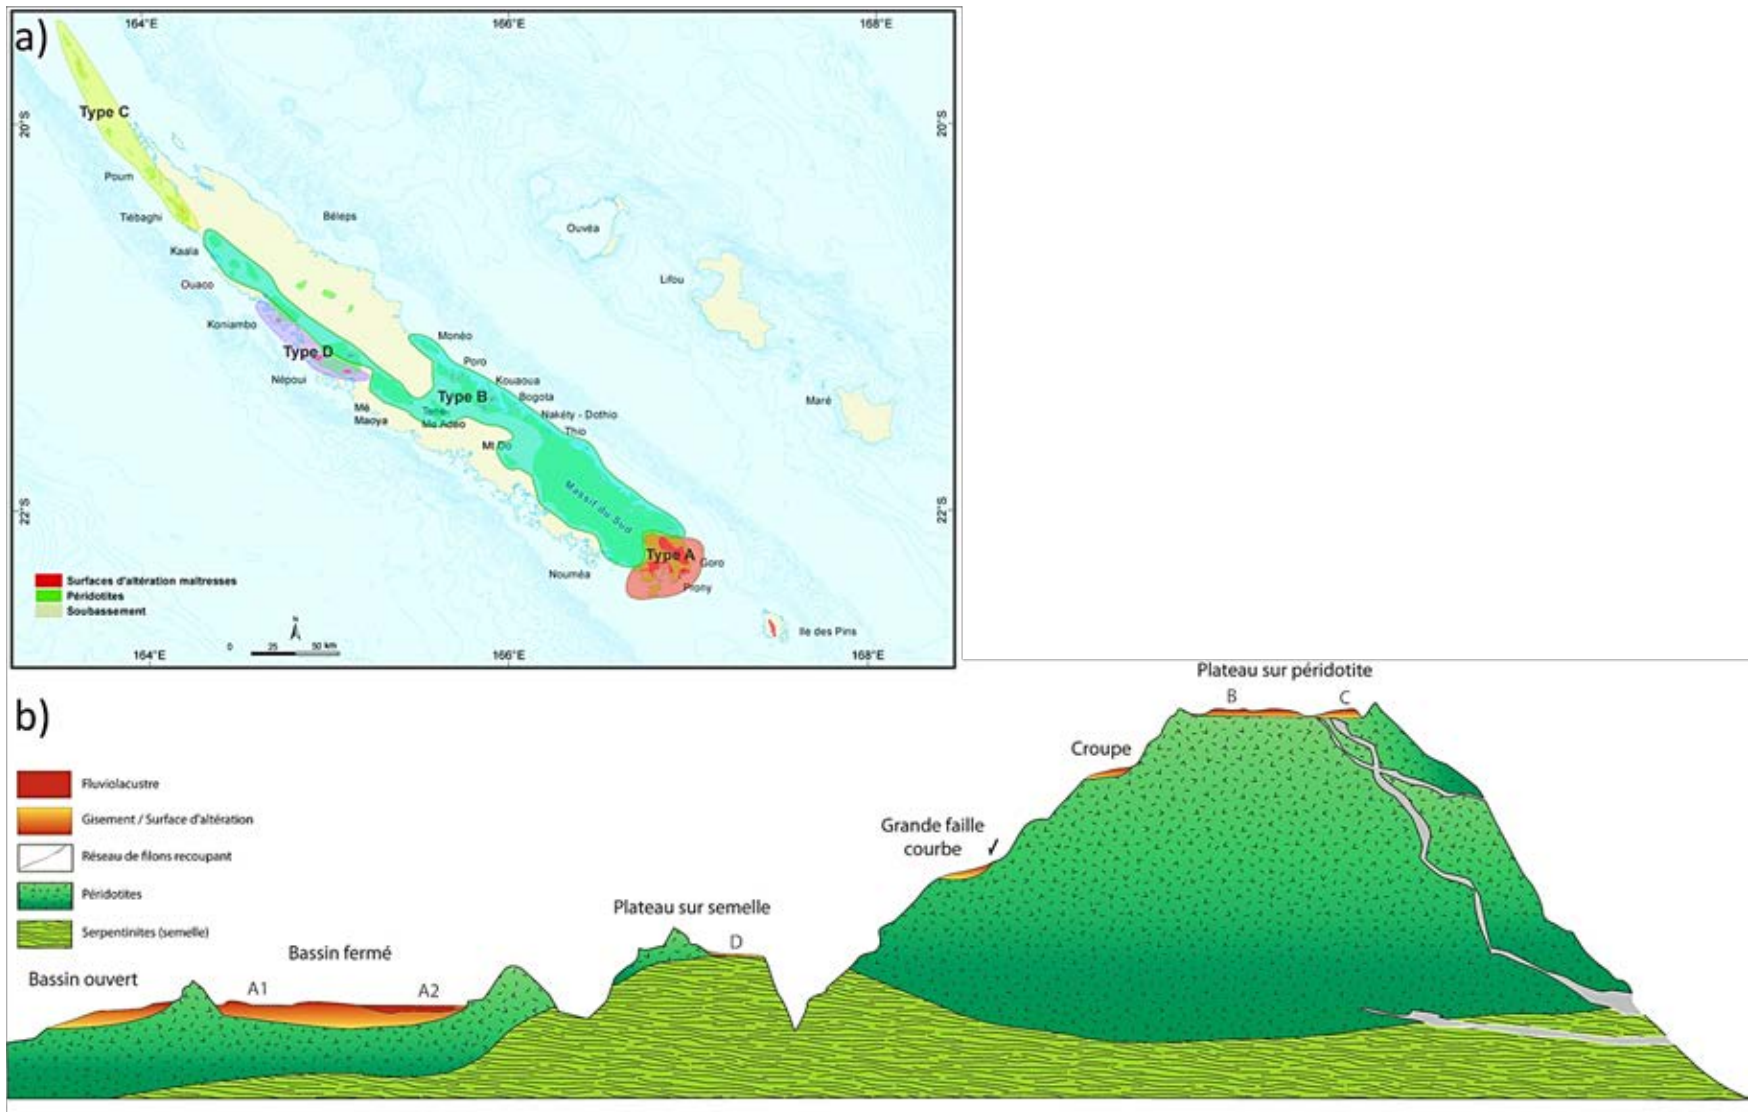 a)
164°E
166°E
168°E
20°S
20°S
Type C
Poum
Tiébaghi
Béleps
Ouvéa
Kaala
Lifou
Ouaco
Koniambo
Monéo
Type D
Poro
Népoui
Kouaoua
Type B
Bogota
Maré
Mé
Maoya
Me Adéo
Nakéty - Dothio
Thio
Mt Do
Massif du Sud
22°S
22°S
Type A
Goro
Nouméa
Prony
Surfaces d'altération maîtresses
Péridotites
Soubassement
N
0 25 50 km
Ile des Pins
164°E
166°E
168°E
b)
Plateau sur péridotite
B
C
Croupe
Fluviolacustre
Gisement / Surface d'altération
Grande faille
courbe
Réseau de filons recoupant
Péridotites
Plateau sur semelle
Serpentinites (semelle)
D
Bassin fermé
Bassin ouvert
A1
A2